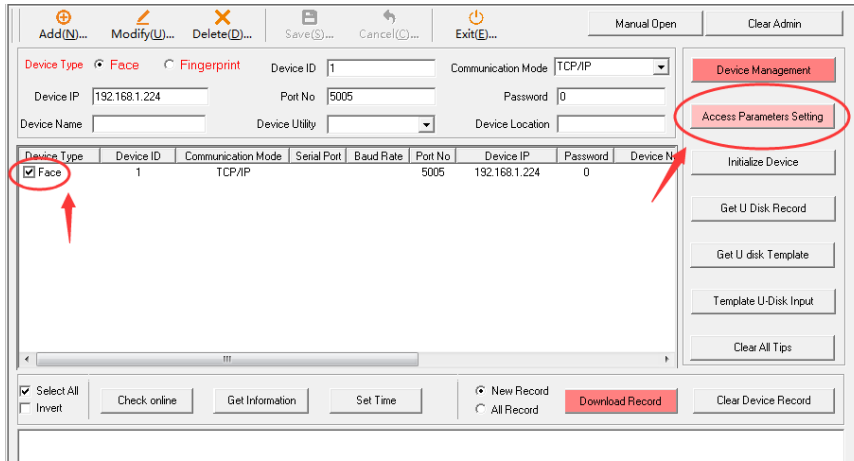 Add(N)... Modify(U)... Delete(D)... Save(S)... Cancel(C)... Exit(E)... Manual Open Clear Admin
Device Type Face Fingerprint Device ID 1 Communication Mode TCP/IP
Device IP 192.168.1.224 Port No 5005 Password 0
Device Name Device Utility Device Location
Device Management
Access Parameters Setting
Device Type Device ID Communication Mode Serial Port Baud Rate Port No Device IP Password Device N
Face 1 TCP/IP 5005 192.168.1.224 0
Initialize Device
Get U Disk Record
Get U disk Template
Template U-Disk Input
Clear All Tips
Select All
Invert
Check online Get Information Set Time
New Record
All Record
Download Record Clear Device Record